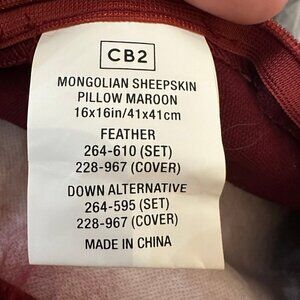 CB2
MONGOLIAN SHEEPSKIN
PILLOW MAROON
16x16in/41x41cm
FEATHER
264-610 (SET)
228-967 (COVER)
DOWN ALTERNATIVE
264-595 (SET)
228-967 (COVER)
MADE IN CHINA